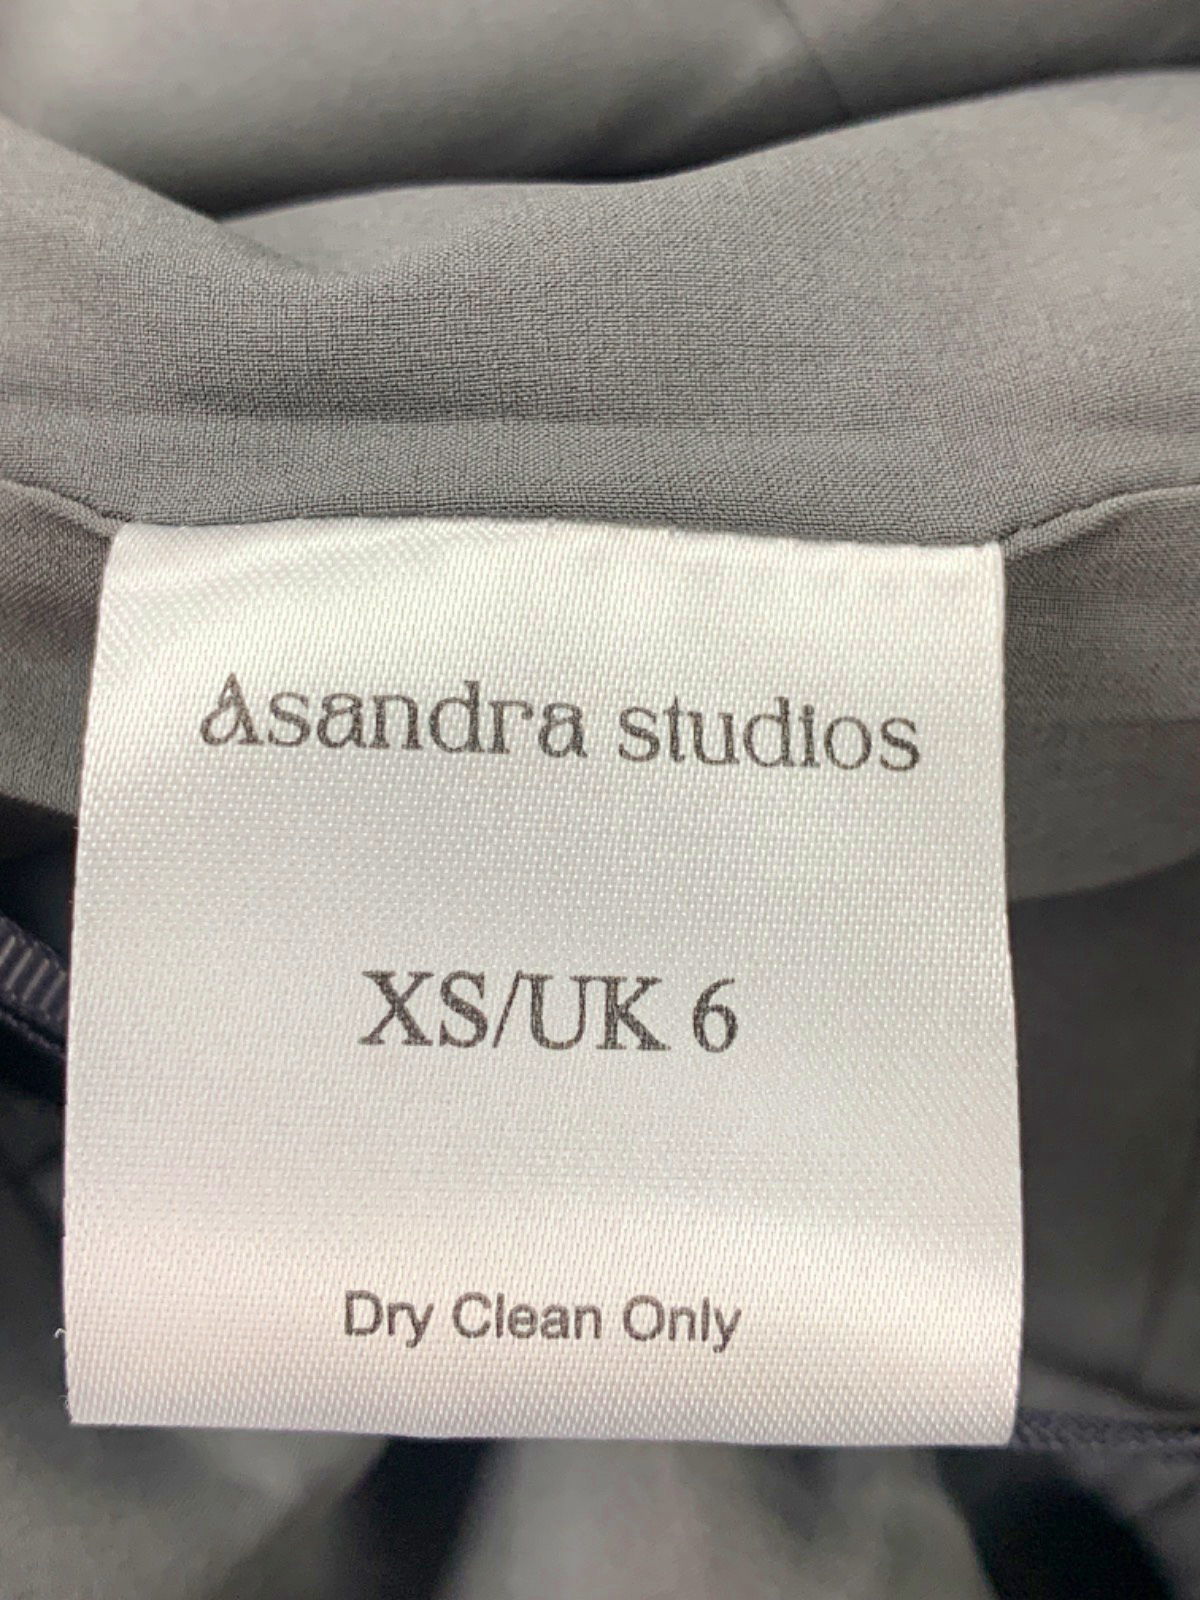 Asandra studios
XS/UK 6
Dry Clean Only